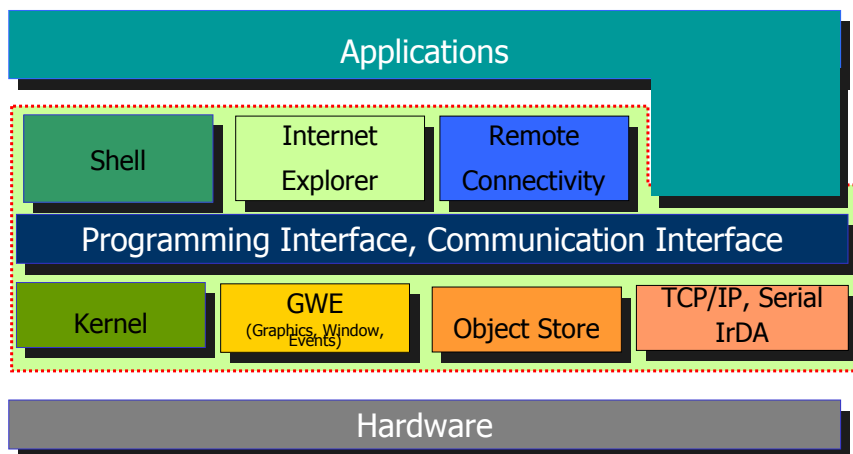 Applications
Shell
Internet
Explorer
Remote
Connectivity
Programming Interface, Communication Interface
Kernel
GWE
(Graphics, Window,
Events)
Object Store
TCP/IP, Serial
IrDA
Hardware